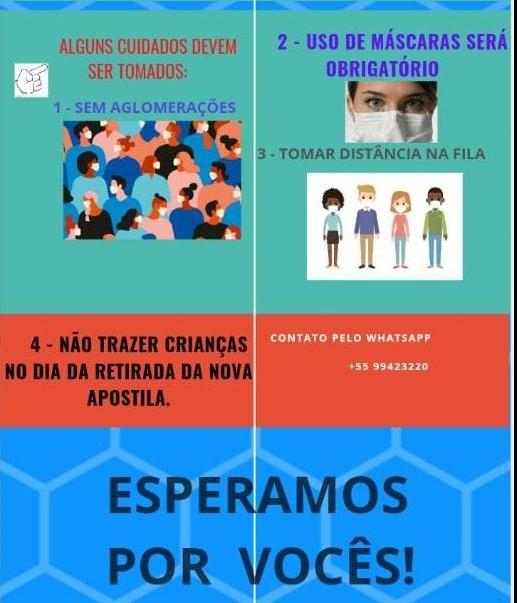 ALGUNS CUIDADOS DEVEM
SER TOMADOS:
1 - SEM AGLOMERAÇÕES
2 - USO DE MÁSCARAS SERÁ
OBRIGATÓRIO
3 - TOMAR DISTÂNCIA NA FILA
4 - NÃO TRAZER CRIANÇAS
NO DIA DA RETIRADA DA NOVA
APOSTILA.
CONTATO PELO WHATSAPP
+55 99423220
ESPERAMOS
POR VOCÊS!